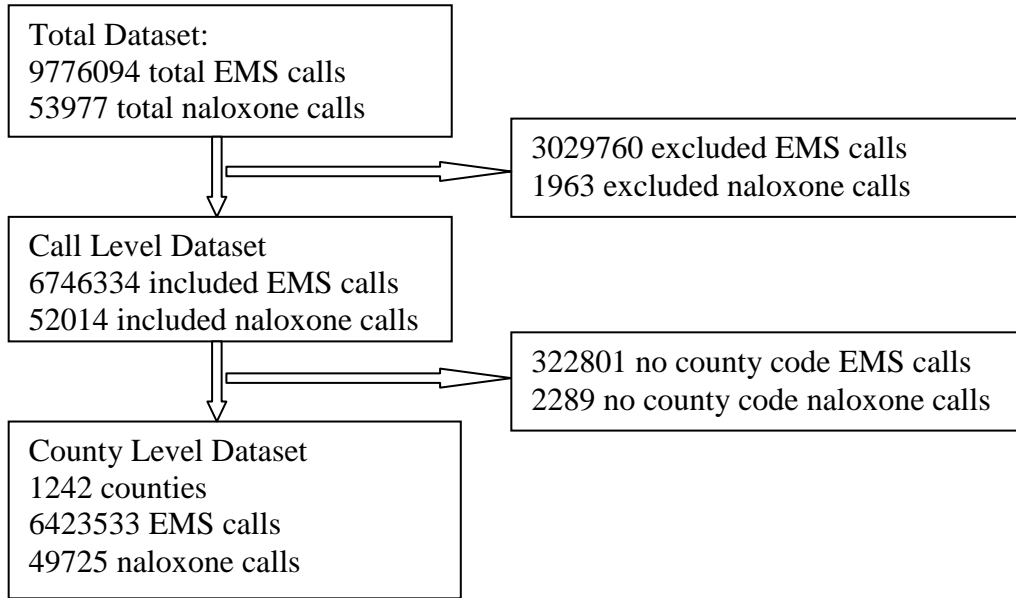 Total Dataset:
9776094 total EMS calls
53977 total naloxone calls
3029760 excluded EMS calls
1963 excluded naloxone calls
Call Level Dataset
6746334 included EMS calls
52014 included naloxone calls
322801 no county code EMS calls
2289 no county code naloxone calls
County Level Dataset
1242 counties
6423533 EMS calls
49725 naloxone calls